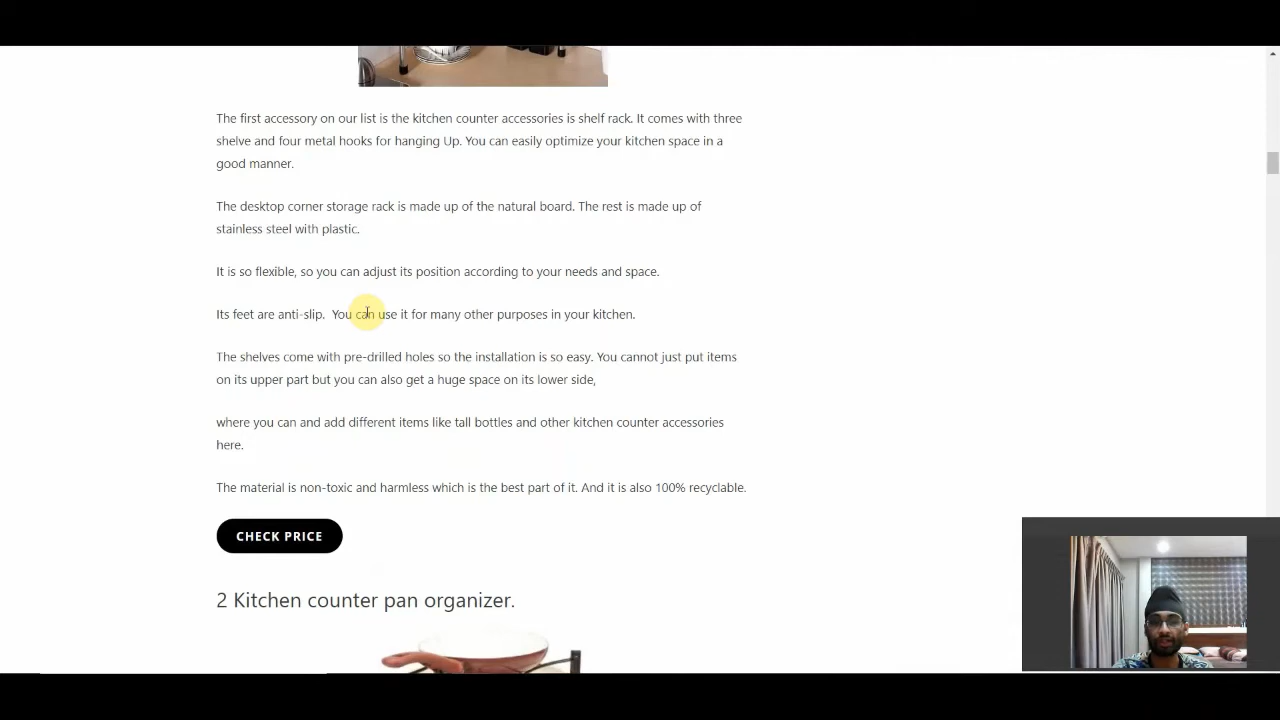 The first accessory on our list is the kitchen counter accessories is shelf rack. It comes with three
shelve and four metal hooks for hanging Up. You can easily optimize your kitchen space in a
good manner.
The desktop corner storage rack is made up of the natural board. The rest is made up of
stainless steel with plastic.
It is so flexible, so you can adjust its position according to your needs and space.
Its feet are anti-slip.  You can use it for many other purposes in your kitchen.
The shelves come with pre-drilled holes so the installation is so easy. You cannot just put items
on its upper part but you can also get a huge space on its lower side,
where you can and add different items like tall bottles and other kitchen counter accessories
here.
The material is non-toxic and harmless which is the best part of it. And it is also 100% recyclable.
CHECK PRICE
2 Kitchen counter pan organizer.